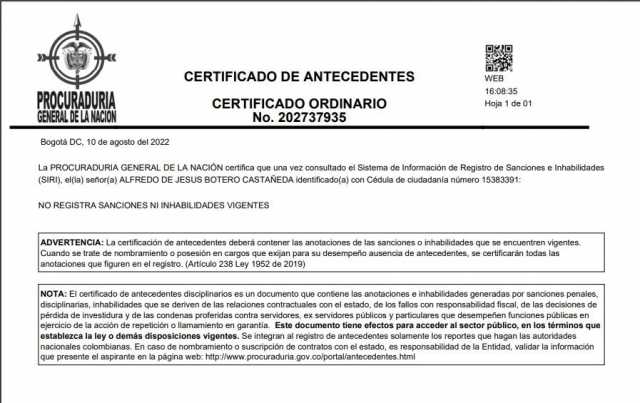 PROCURADURIA
GENERAL DE LA NACION
CERTIFICADO DE ANTECEDENTES
CERTIFICADO ORDINARIO
No. 202737935
WEB
16:08:35
Hoja 1 de 01
Bogotá DC, 10 de agosto del 2022
La PROCURADURIA GENERAL DE LA NACIÓN certifica que una vez consultado el Sistema de Información de Registro de Sanciones e Inhabilidades
(SIRI), el(la) señor(a) ALFREDO DE JESUS BOTERO CASTAÑEDA identificado(a) con Cédula de ciudadanía número 15383391:
NO REGISTRA SANCIONES NI INHABILIDADES VIGENTES
ADVERTENCIA: La certificación de antecedentes deberá contener las anotaciones de las sanciones o inhabilidades que se encuentren vigentes.
Cuando se trate de nombramiento o posesión en cargos que exijan para su desempeño ausencia de antecedentes, se certificarán todas las
anotaciones que figuren en el registro. (Artículo 238 Ley 1952 de 2019)
NOTA: El certificado de antecedentes disciplinarios es un documento que contiene las anotaciones e inhabilidades generadas por sanciones penales,
disciplinarias, inhabilidades que se deriven de las relaciones contractuales con el estado, de los fallos con responsabilidad fiscal, de las decisiones de
pérdida de investidura y de las condenas proferidas contra servidores, ex servidores públicos y particulares que desempeñen funciones públicas en
ejercicio de la acción de repetición o llamamiento en garantía. Este documento tiene efectos para acceder al sector público, en los términos que
establezca la ley o demás disposiciones vigentes. Se integran al registro de antecedentes solamente los reportes que hagan las autoridades
nacionales colombianas. En caso de nombramiento o suscripción de contratos con el estado, es responsabilidad de la Entidad, validar la información
que presente el aspirante en la página web: http://www.procuraduria.gov.co/portal/antecedentes.html